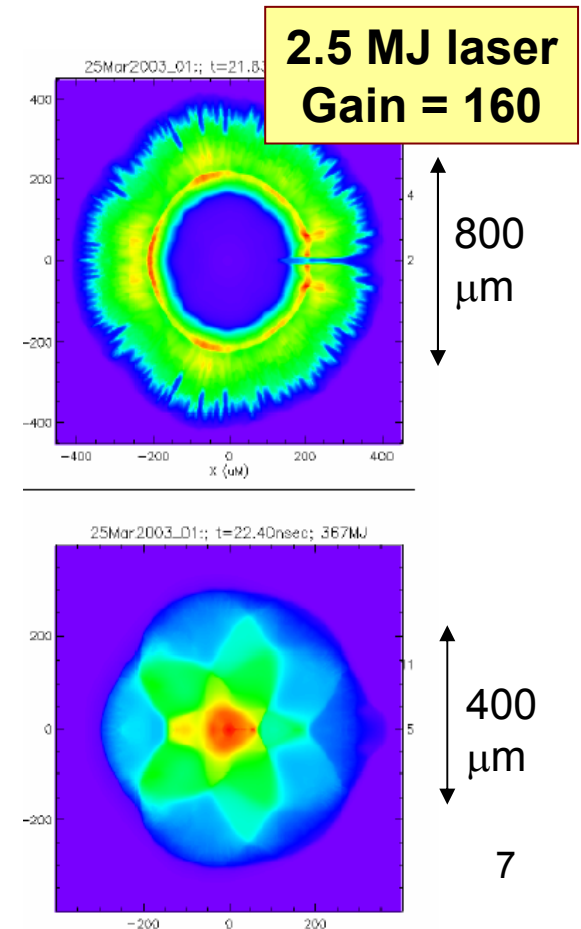 2.5 MJ laser
Gain = 160
25Mar2003_01:; t=21.8
400
200
0
-200
-400
4
2
-400 -200 0 200 400
X (uM)
800
μm
25Mar2003_01:; t=22.40nsec; 367MJ
200
0
-200
11
5
-200 0 200
400
μm
7